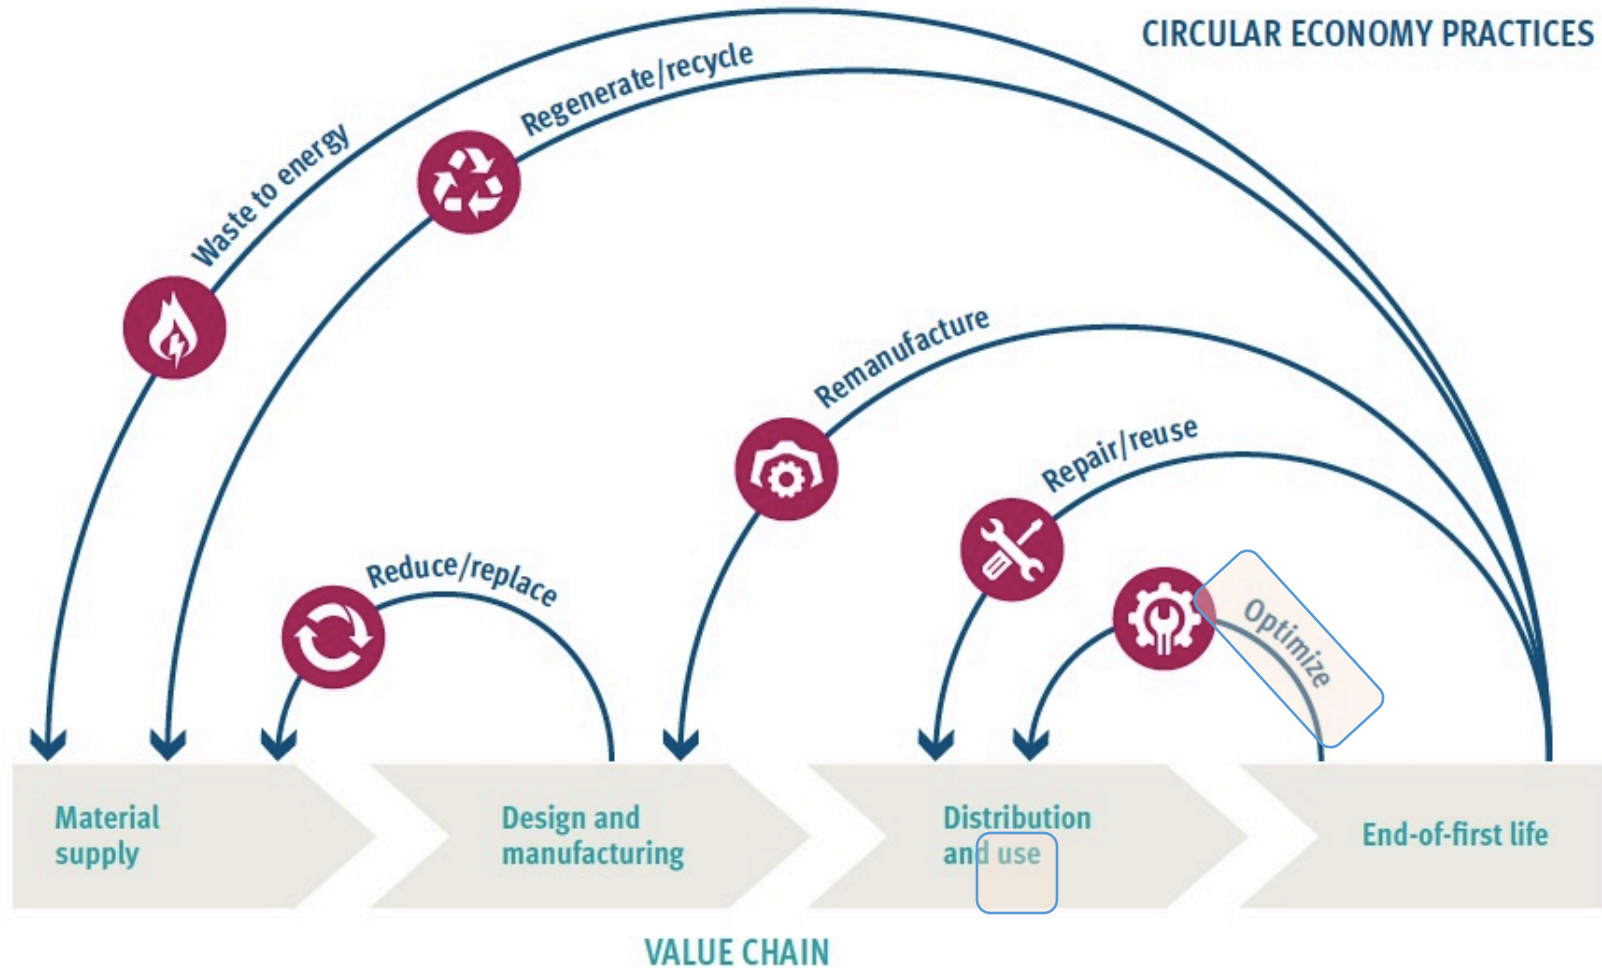 CIRCULAR ECONOMY PRACTICES
Waste to energy
Regenerate/recycle
Remanufacture
Repair/reuse
Reduce/replace
Optimize
Material
supply
Design and
manufacturing
Distribution
and use
End-of-first life
VALUE CHAIN